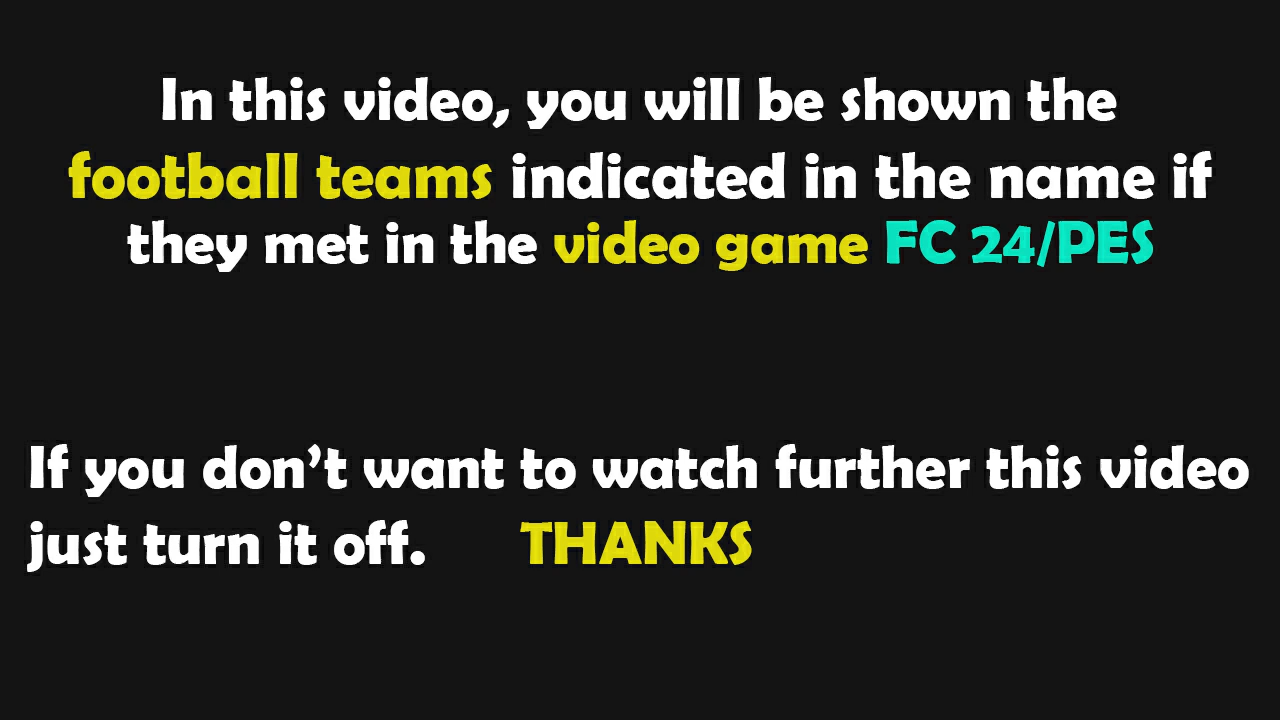 In this video, you will be shown the
football teams indicated in the name if
they met in the video game FC 24/PES
If you don’t want to watch further this video
just turn it off. THANKS